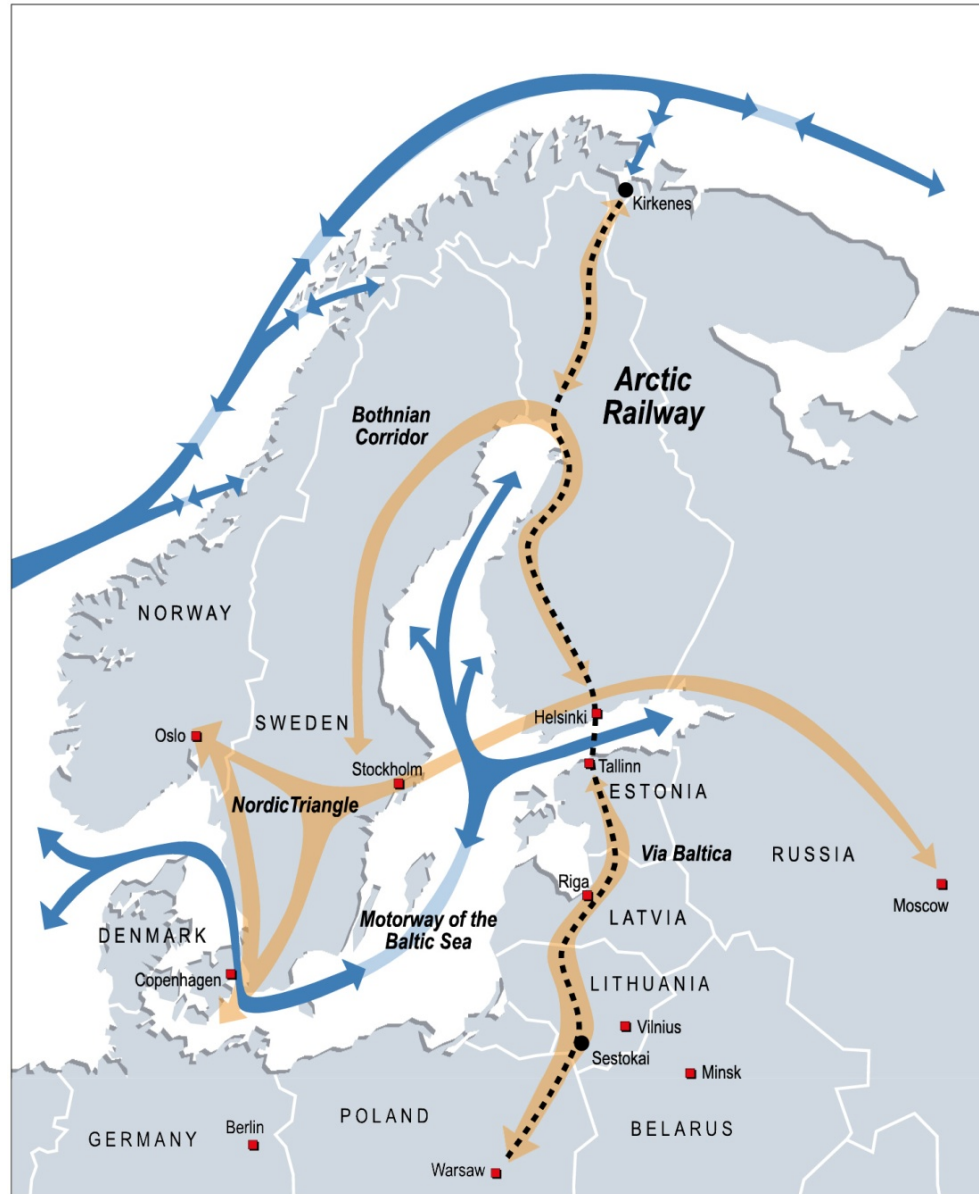 Kirkenes
Arctic
Railway
Bothnian
Corridor
NORWAY
Helsinki
SWEDEN
Oslo
Tallinn
Stockholm
ESTONIA
NordicTriangle
Via Baltica
RUSSIA
Riga
Moscow
LATVIA
Motorway of the
Baltic Sea
DENMARK
Copenhagen
LITHUANIA
Vilnius
Sestokai
Minsk
POLAND
BELARUS
Berlin
GERMANY
Warsaw